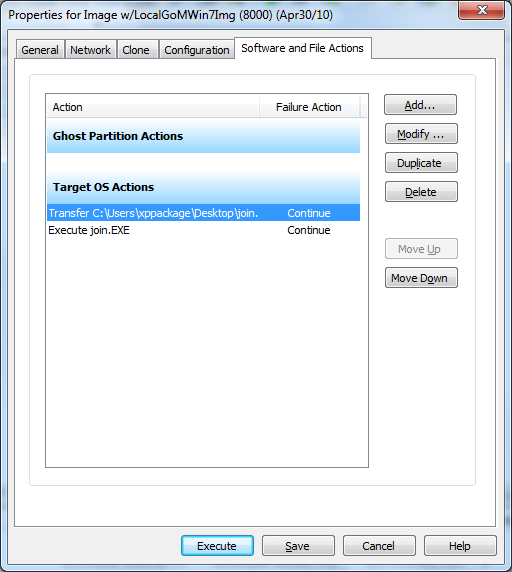 Properties for Image w/LocalGoMWin7Img (8000) (Apr30/10)
General Network Clone Configuration Software and File Actions
Action Failure Action
Ghost Partition Actions
Target OS Actions
Transfer C:\Users\xppackage\Desktop\join. Continue
Execute join.EXE Continue
Add...
Modify ...
Duplicate
Delete
Move Up
Move Down
Execute Save Cancel Help